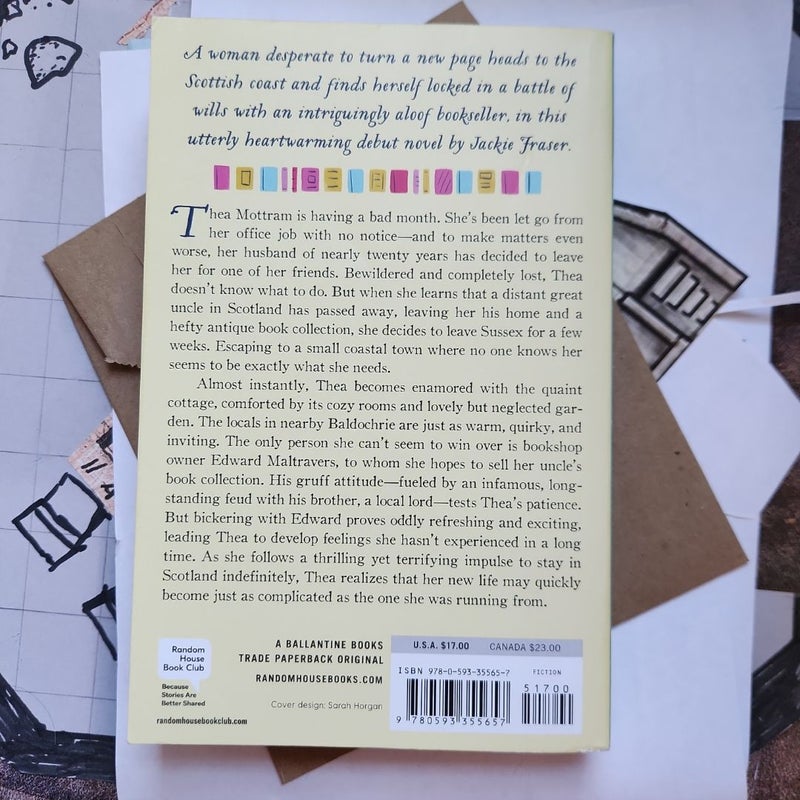 A woman desperate to turn a new page heads to the
Scottish coast and finds herself locked in a battle of
wills with an intriguingly aloof bookseller, in this
utterly heartwarming debut novel by Jackie Fraser.
Thea Mottram is having a bad month. She's been let go from
her office job with no notice—and to make matters even
worse, her husband of nearly twenty years has decided to leave
her for one of her friends. Bewildered and completely lost, Thea
doesn't know what to do. But when she learns that a distant great
uncle in Scotland has passed away, leaving her his home and a
hefty antique book collection, she decides to leave Sussex for a few
weeks. Escaping to a small coastal town where no one knows her
seems to be exactly what she needs.
Almost instantly, Thea becomes enamored with the quaint
cottage, comforted by its cozy rooms and lovely but neglected gar-
den. The locals in nearby Baldochrie are just as warm, quirky, and
inviting. The only person she can't seem to win over is bookshop
owner Edward Maltravers, to whom she hopes to sell her uncle's
book collection. His gruff attitude—fueled by an infamous, long-
standing feud with his brother, a local lord—tests Thea's patience.
But bickering with Edward proves oddly refreshing and exciting,
leading Thea to develop feelings she hasn't experienced in a long
time. As she follows a thrilling yet terrifying impulse to stay in
Scotland indefinitely, Thea realizes that her new life may quickly
become just as complicated as the one she was running from.
Random
House
Book Club
Because
Stories Are
Better Shared
randomhousebookclub.com
A BALLANTINE BOOKS
TRADE PAPERBACK ORIGINAL
RANDOMHOUSEBOOKS.COM
Cover design: Sarah Horgan
U.S.A. $17.00 CANADA $23.00
ISBN 978-0-593-35565-7
FICTION
51700
9 780593 355657